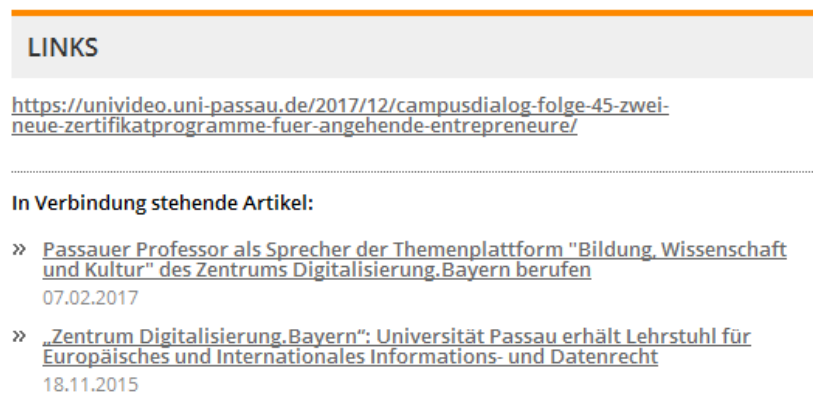 LINKS
https://univideo.uni-passau.de/2017/12/campusdialog-folge-45-zwei-
neue-zertifikatprogramme-fuer-angehende-entrepreneure/
In Verbindung stehende Artikel:
» Passauer Professor als Sprecher der Themenplattform "Bildung, Wissenschaft
und Kultur" des Zentrums Digitalisierung.Bayern berufen
07.02.2017
» „Zentrum Digitalisierung.Bayern“: Universität Passau erhält Lehrstuhl für
Europäisches und Internationales Informations- und Datenrecht
18.11.2015